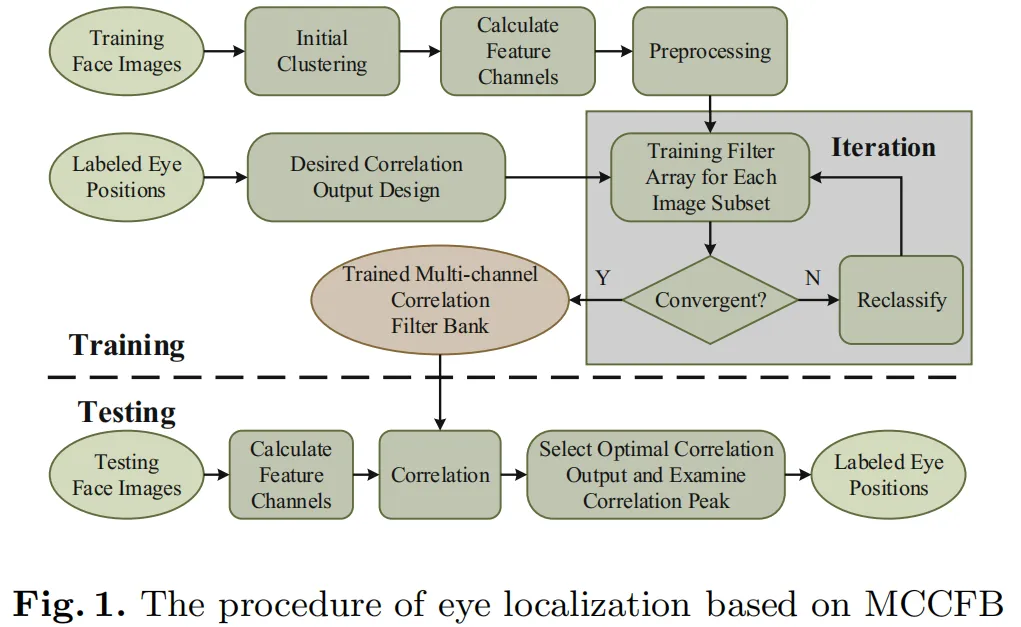 Training
Face Images
Initial
Clustering
Calculate
Feature
Channels
Preprocessing
Labeled Eye
Positions
Desired Correlation
Output Design
Training Filter
Array for Each
Image Subset
Iteration
Trained Multi-channel
Correlation
Filter Bank
Y
Convergent?
N
Reclassify
Training
Testing
Testing
Face Images
Calculate
Feature
Channels
Correlation
Select Optimal Correlation
Output and Examine
Correlation Peak
Labeled Eye
Positions
Fig. 1. The procedure of eye localization based on MCCFB